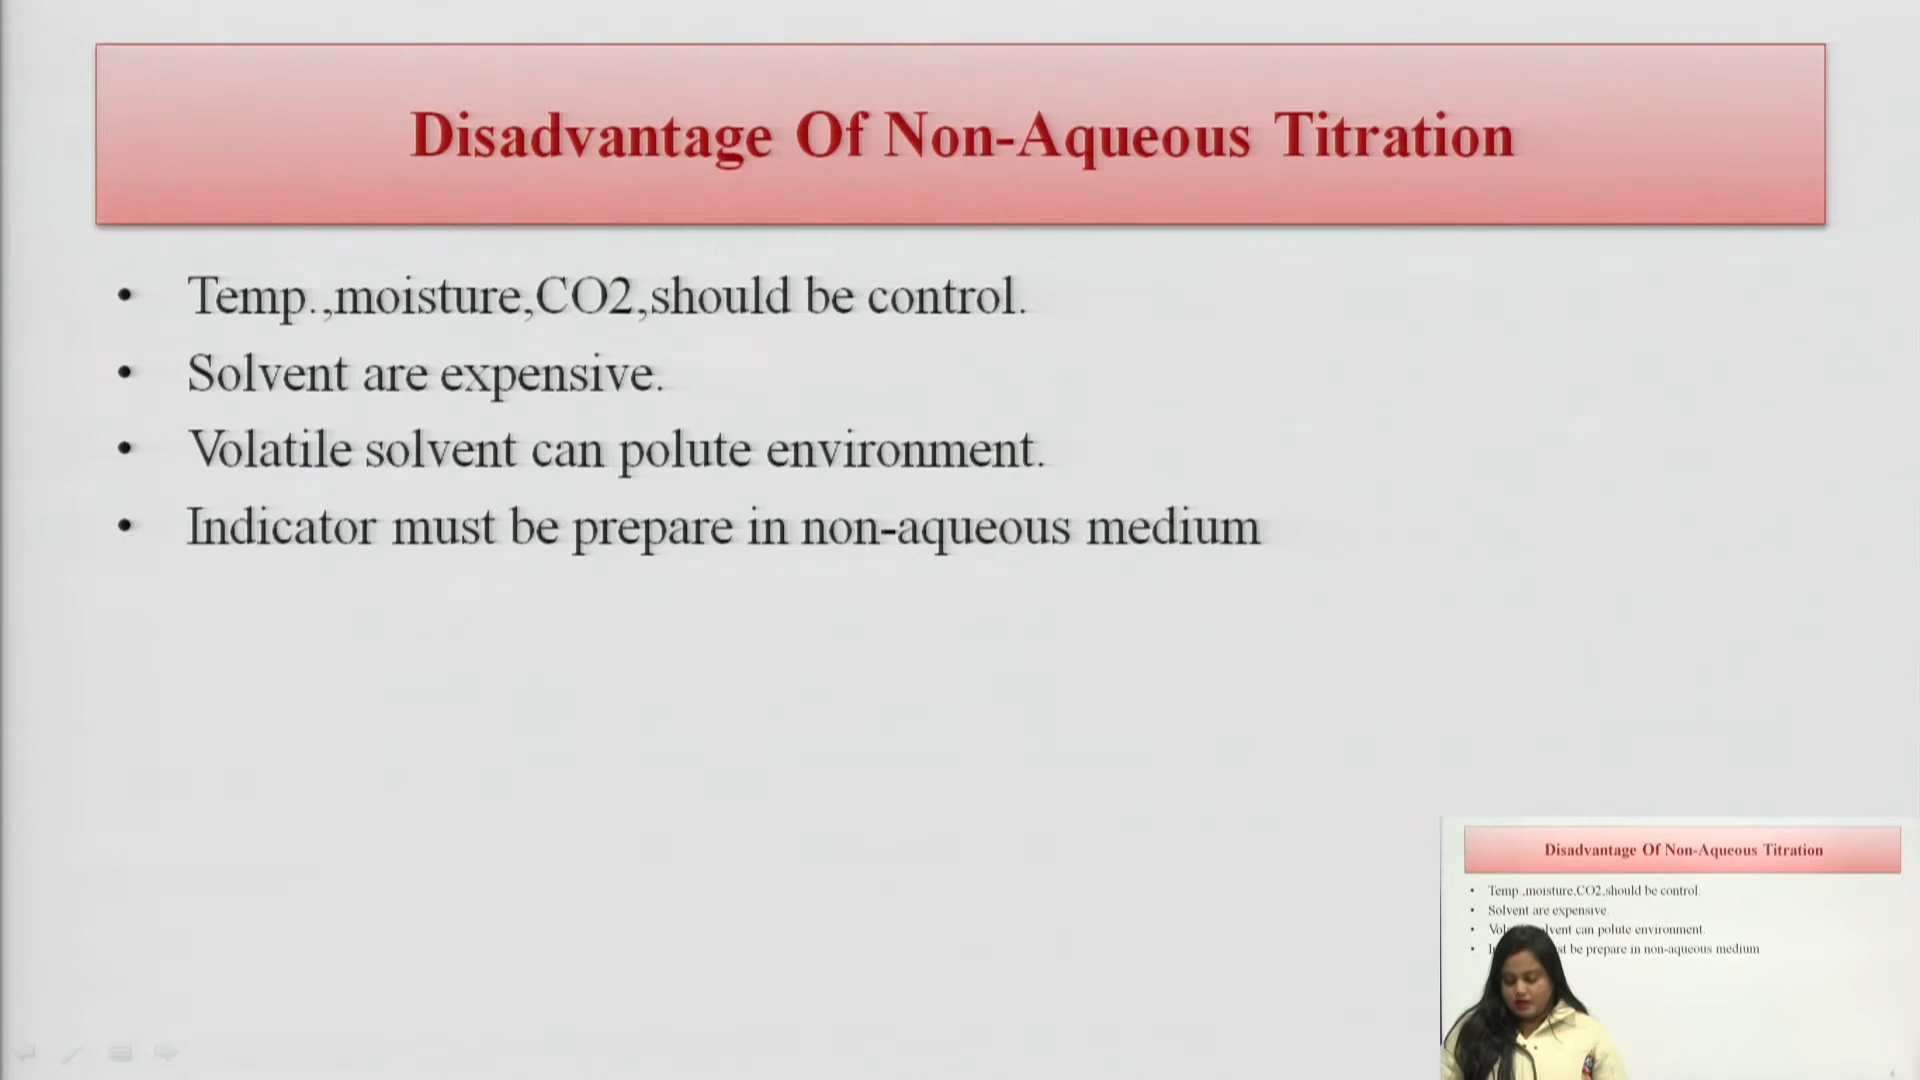 Disadvantage Of Non-Aqueous Titration
• Temp.,moisture,CO2,should be control.
• Solvent are expensive.
• Volatile solvent can polute environment.
• Indicator must be prepare in non-aqueous medium
Disadvantage Of Non-Aqueous Titration
• Temp.,moisture,CO2,should be control.
• Solvent are expensive.
• solvent can polute environment.
• be prepare in non-aqueous medium
6